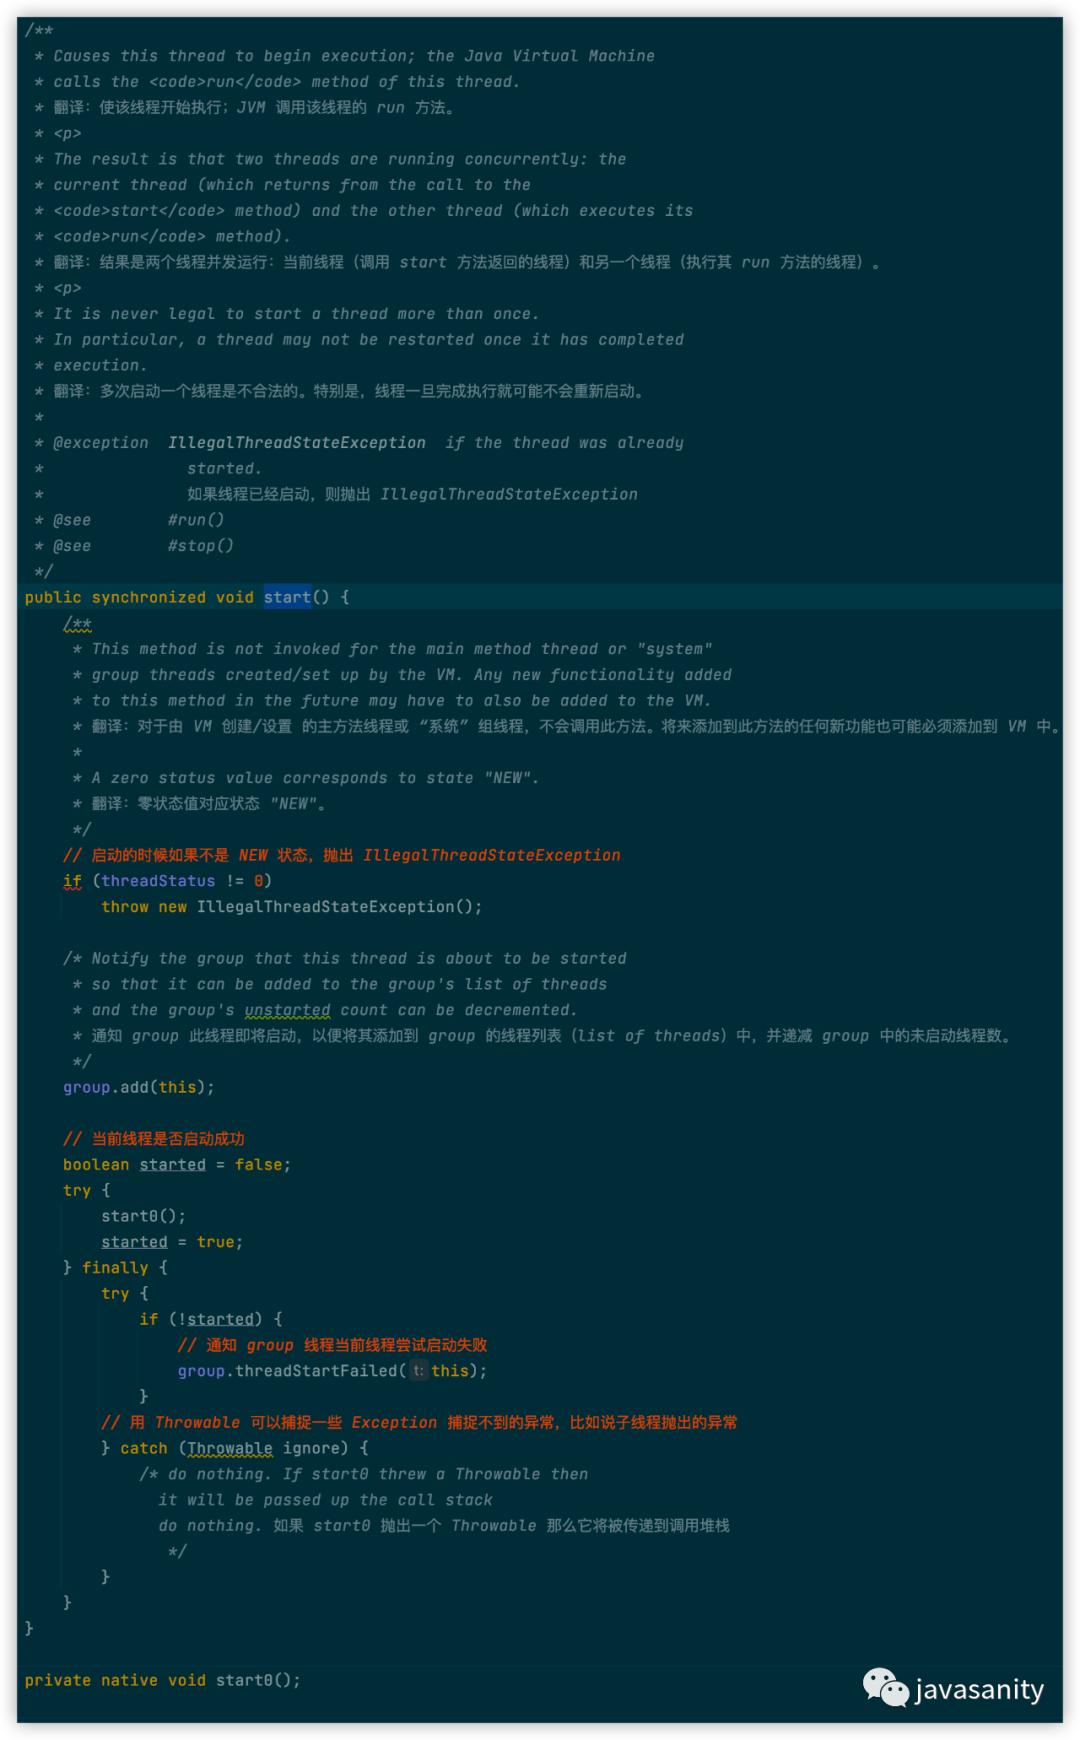 /**
 * Causes this thread to begin execution; the Java Virtual Machine
 * calls the <code>run</code> method of this thread.
 * 翻译：使该线程开始执行；JVM 调用该线程的 run 方法。
 * <p>
 * The result is that two threads are running concurrently: the
 * current thread (which returns from the call to the
 * <code>start</code> method) and the other thread (which executes its
 * <code>run</code> method).
 * 翻译：结果是两个线程并发运行：当前线程（调用 start 方法返回的线程）和另一个线程（执行其 run 方法的线程）。
 * <p>
 * It is never legal to start a thread more than once.
 * In particular, a thread may not be restarted once it has completed
 * execution.
 * 翻译：多次启动一个线程是不合法的。特别是，线程一旦完成执行就可能不会重新启动。
 *
 * @exception  IllegalThreadStateException  if the thread was already
 *               started.
 *               如果线程已经启动，则抛出 IllegalThreadStateException
 * @see        #run()
 * @see        #stop()
 */
public synchronized void start() {
    /**
     * This method is not invoked for the main method thread or "system"
     * group threads created/set up by the VM. Any new functionality added
     * to this method in the future may have to also be added to the VM.
     * 翻译：对于由 VM 创建/设置 的主方法线程或 “系统” 组线程，不会调用此方法。将来添加到此方法的任何新功能也可能必须添加到 VM 中。
     *
     * A zero status value corresponds to state "NEW".
     * 翻译：零状态值对应状态 "NEW"。
     */
    // 启动的时候如果不是 NEW 状态，抛出 IllegalThreadStateException
    if (threadStatus != 0)
        throw new IllegalThreadStateException();

    /* Notify the group that this thread is about to be started
     * so that it can be added to the group's list of threads
     * and the group's unstarted count can be decremented.
     * 通知 group 此线程即将启动，以便将其添加到 group 的线程列表（list of threads）中，并递减 group 中的未启动线程数。
     */
    group.add(this);

    // 当前线程是否启动成功
    boolean started = false;
    try {
        start0();
        started = true;
    } finally {
        try {
            if (!started) {
                // 通知 group 线程当前线程尝试启动失败
                group.threadStartFailed( t: this);
            }
        // 用 Throwable 可以捕捉一些 Exception 捕捉不到的异常，比如说子线程抛出的异常
        } catch (Throwable ignore) {
            /* do nothing. If start0 threw a Throwable then
              it will be passed up the call stack
              do nothing. 如果 start0 抛出一个 Throwable 那么它将被传递到调用堆栈
               */
        }
    }
}

private native void start0();
javasanity